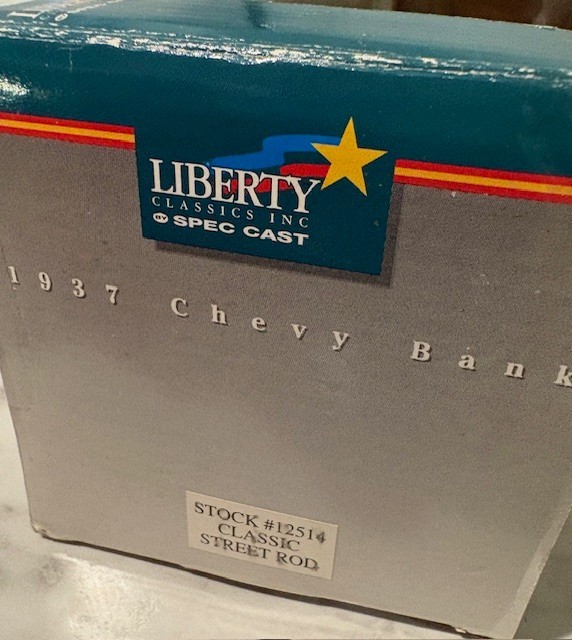 LIBERTY
CLASSICS INC
BY SPEC CAST
1937 Chevy Bank
STOCK #12514
CLASSIC
STREET ROD